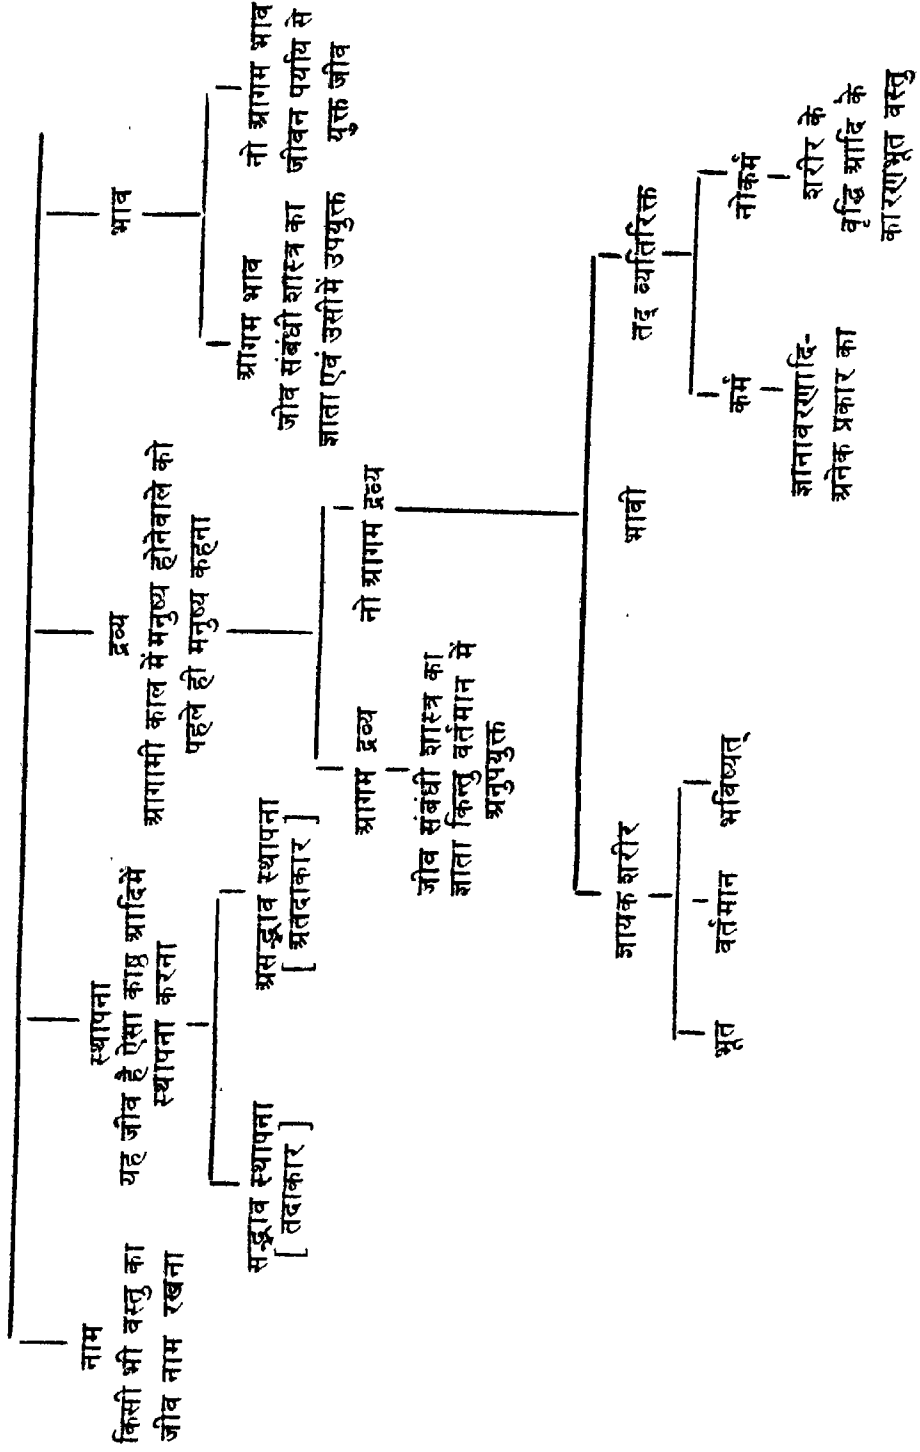 नाम
किसी भी वस्तु का
जीव नाम रखना
स्थापना
यह जीव है ऐसा काष्ठ आदिमें
स्थापना करना
सद्भाव स्थापना
[ तदाकार ]
असद्भाव स्थापना
[ अतदाकार ]
द्रव्य
आगामी काल में मनुष्य होनेवाले को
पहले ही मनुष्य कहना
आगम द्रव्य
जीव संबंधी शास्त्र का
ज्ञाता किन्तु वर्तमान में
अनुपयुक्त
नो आगम द्रव्य
ज्ञायक शरीर
भूत
वर्तमान
भविष्यत्
भावी
तद् व्यतिरिक्त
कर्म
ज्ञानावरणादि-
अनेक प्रकार का
नोकर्म
शरीर के
वृद्धि आदि के
कारणभूत वस्तु
भाव
आगम भाव
जीव संबंधी शास्त्र का
ज्ञाता एवं उसीमें उपयुक्त
नो आगम भाव
जीवन पर्याय से
युक्त जीव